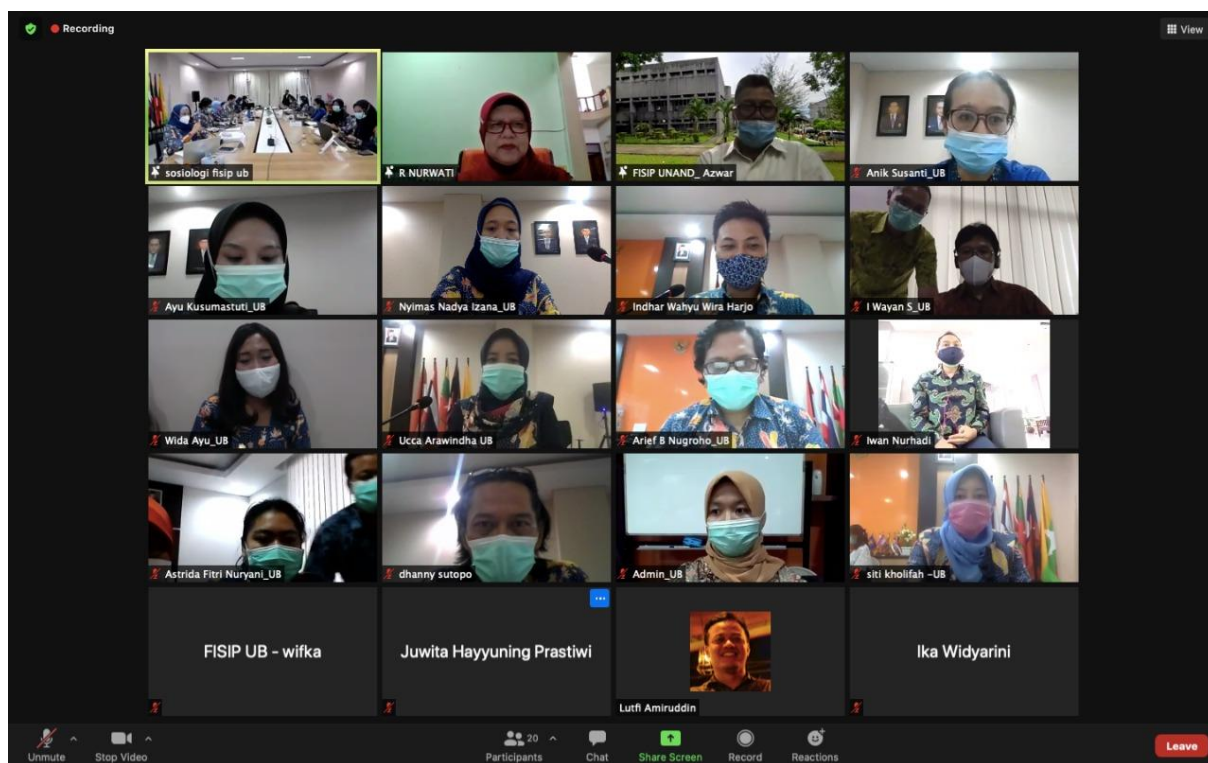 Recording
View
sosiologi fisip ub
R NURWATI
FISIP UNAND_ Azwar
Anik Susanti_UB
Ayu Kusumastuti_UB
Nyimas Nadya Izana_UB
Indhar Wahyu Wira Harjo
I Wayan S_UB
Wida Ayu_UB
Ucca Arawindha UB
Arief B Nugroho_UB
Iwan Nurhadi
Astrida Fitri Nuryani_UB
dhanny sutopo
Admin_UB
siti kholifah -UB
FISIP UB - wifka
Juwita Hayyuning Prastiwi
Lutfi Amiruddin
Ika Widyarini
Unmute
Stop Video
20
Participants
Chat
Share Screen
Record
Reactions
Leave